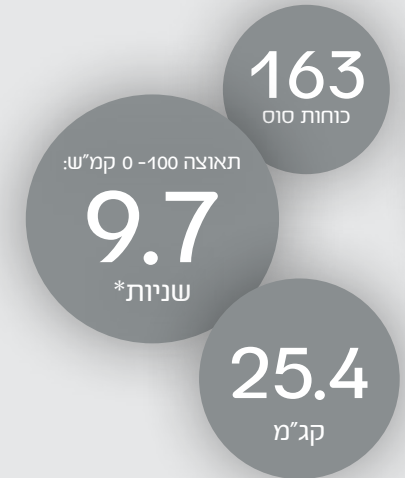 163
כוחות סוס
תאוצה 100- 0 קמ"ש:
9.7
שניות*
25.4
קג"מ